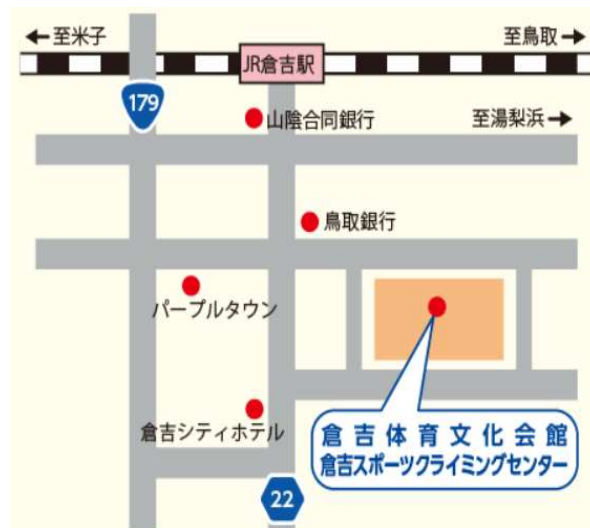 ←至米子
至鳥取→
JR倉吉駅
179
山陰合同銀行
至湯梨浜→
鳥取銀行
パープルタウン
倉吉シティホテル
倉吉体育文化会館
倉吉スポーツクライミングセンター
22